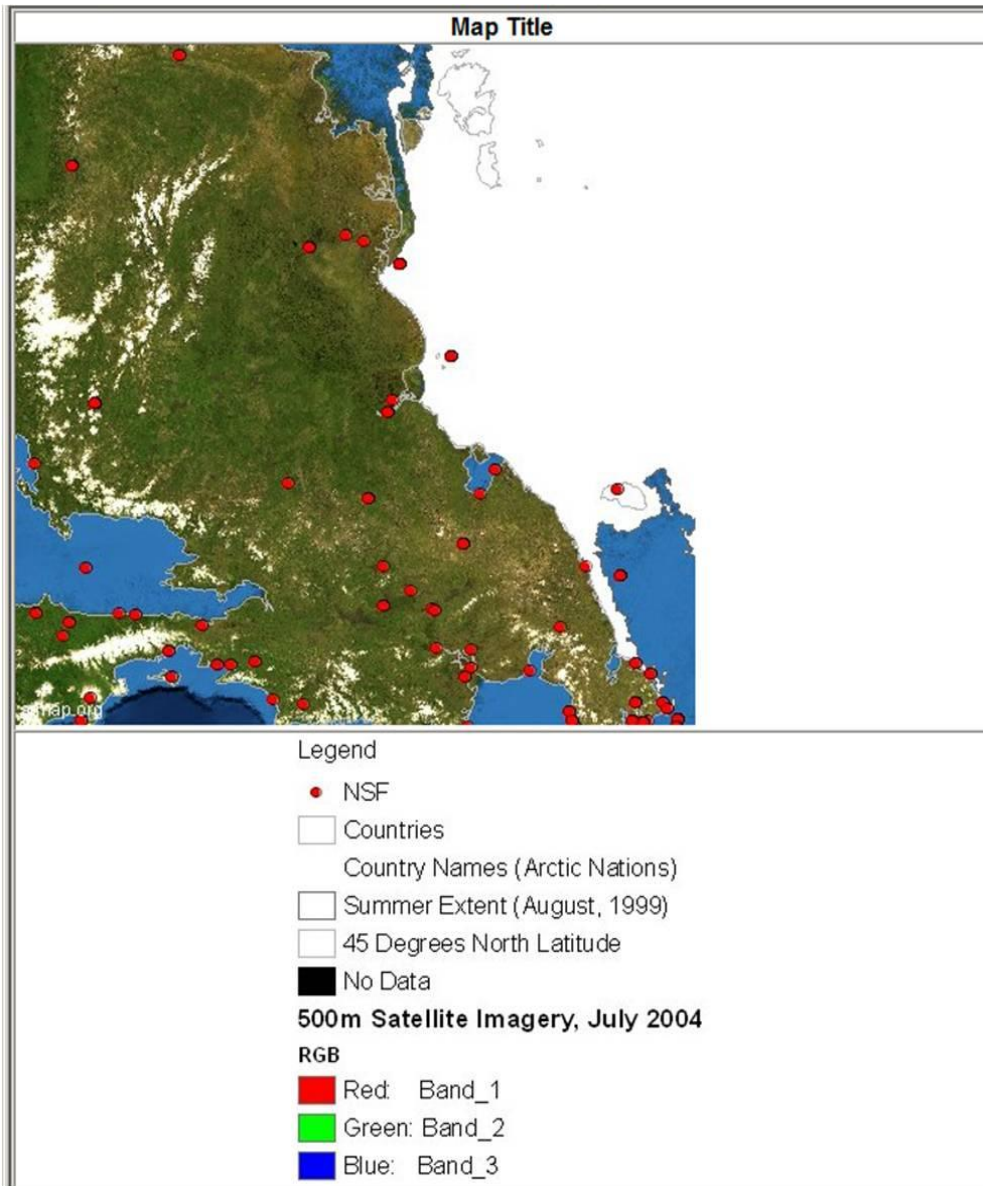 Map Title
Legend
NSF
Countries
Country Names (Arctic Nations)
Summer Extent (August, 1999)
45 Degrees North Latitude
No Data
500m Satellite Imagery, July 2004
RGB
Red: Band_1
Green: Band_2
Blue: Band_3